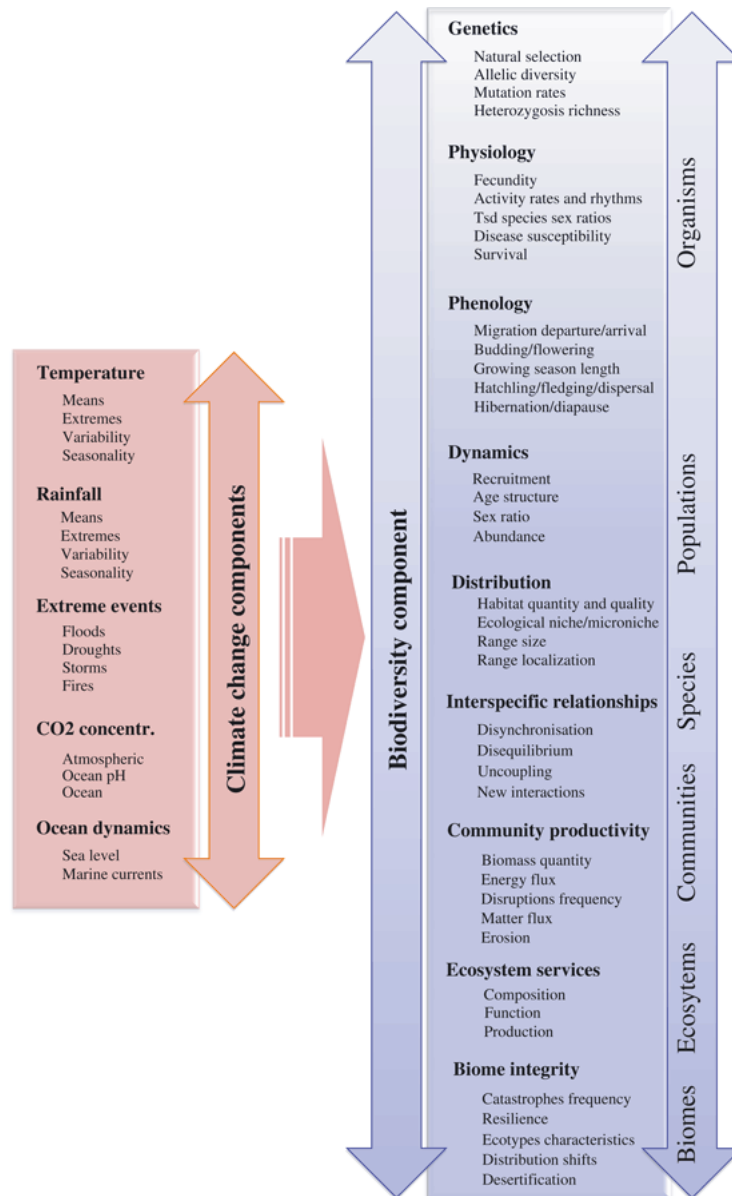 Temperature
Means
Extremes
Variability
Seasonality
Rainfall
Means
Extremes
Variability
Seasonality
Extreme events
Floods
Droughts
Storms
Fires
CO2 concentr.
Atmospheric
Ocean pH
Ocean
Ocean dynamics
Sea level
Marine currents
Climate change components
Biodiversity component
Genetics
Natural selection
Allelic diversity
Mutation rates
Heterozygosis richness
Physiology
Fecundity
Activity rates and rhythms
Tsd species sex ratios
Disease susceptibility
Survival
Phenology
Migration departure/arrival
Budding/flowering
Growing season length
Hatchling/fledging/dispersal
Hibernation/diapause
Dynamics
Recruitment
Age structure
Sex ratio
Abundance
Distribution
Habitat quantity and quality
Ecological niche/microniche
Range size
Range localization
Interspecific relationships
Disynchronisation
Disequilibrium
Uncoupling
New interactions
Community productivity
Biomass quantity
Energy flux
Disruptions frequency
Matter flux
Erosion
Ecosystem services
Composition
Function
Production
Biome integrity
Catastrophes frequency
Resilience
Ecotypes characteristics
Distribution shifts
Desertification
Organisms
Populations
Species
Communities
Ecosytems
Biomes